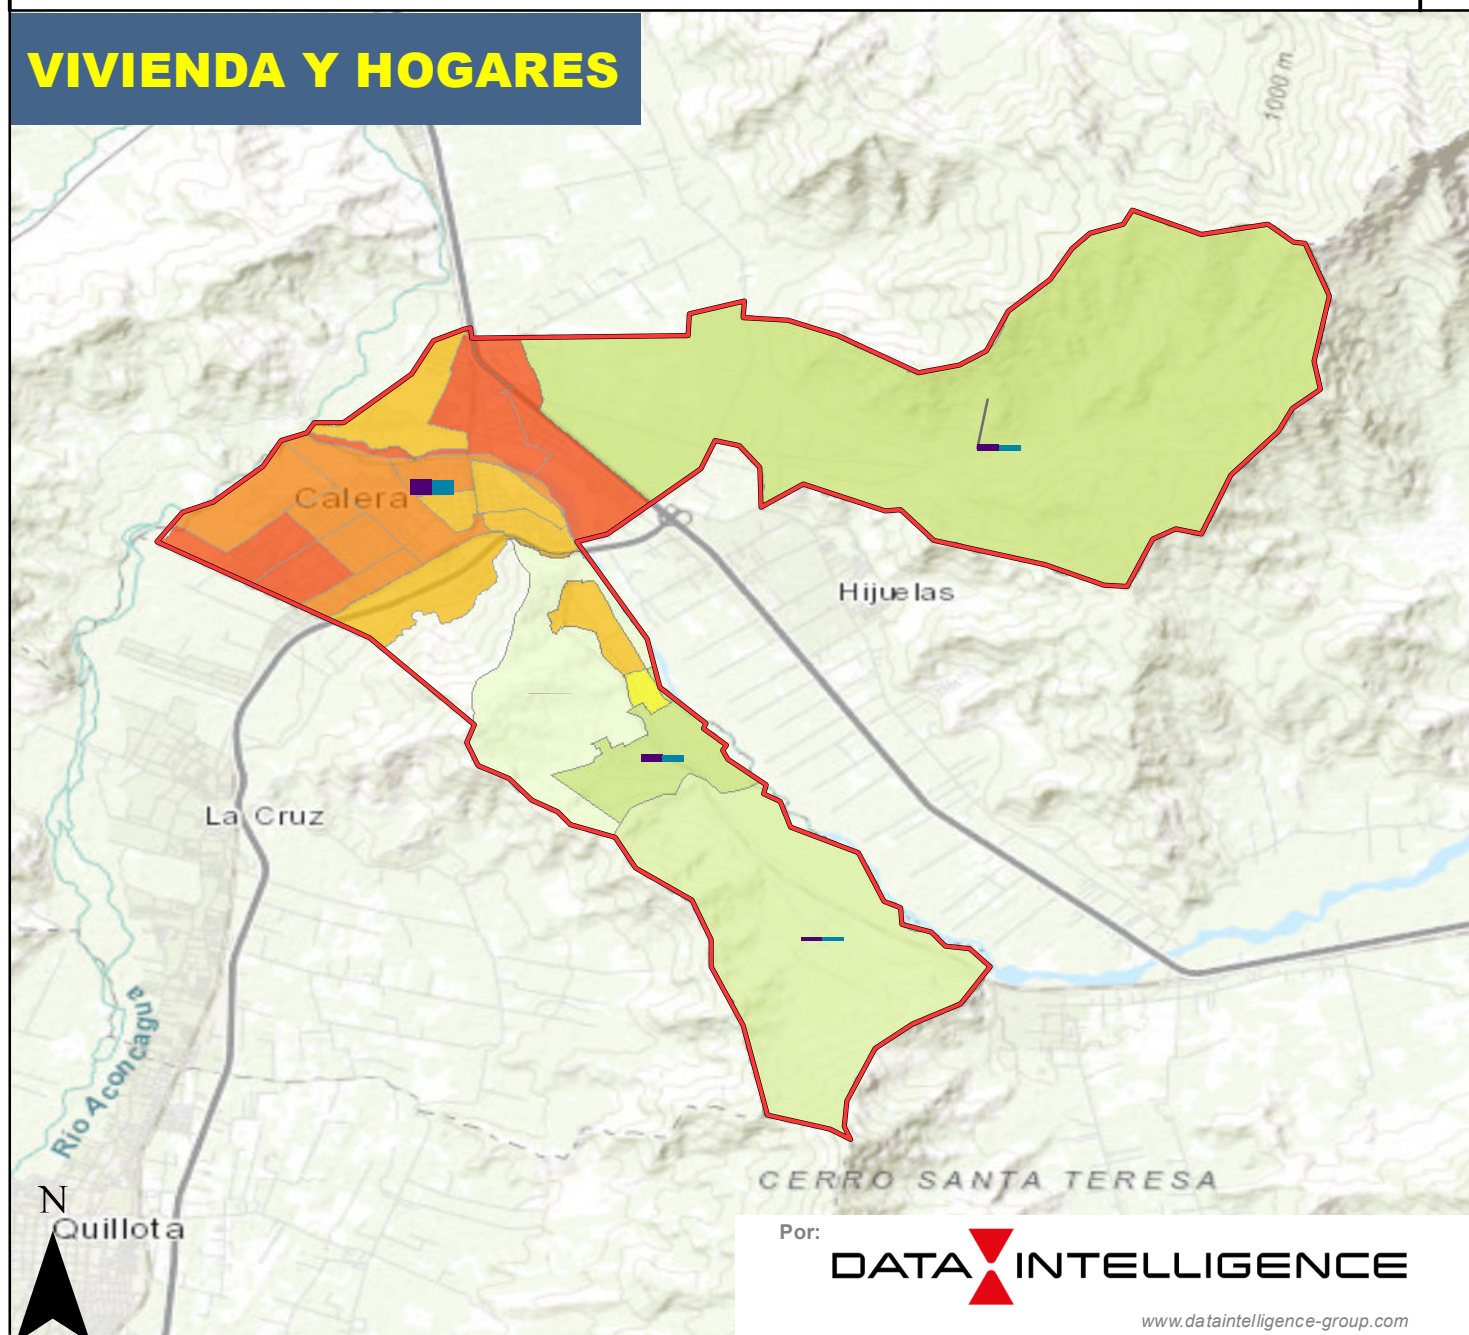 VIVIENDA Y HOGARES
1000 m
Calera
Hijuelas
La Cruz
Río Aconcagua
CERRO SANTA TERESA
N
Quillota
Por:
DATA INTELLIGENCE
www.dataintelligence-group.com